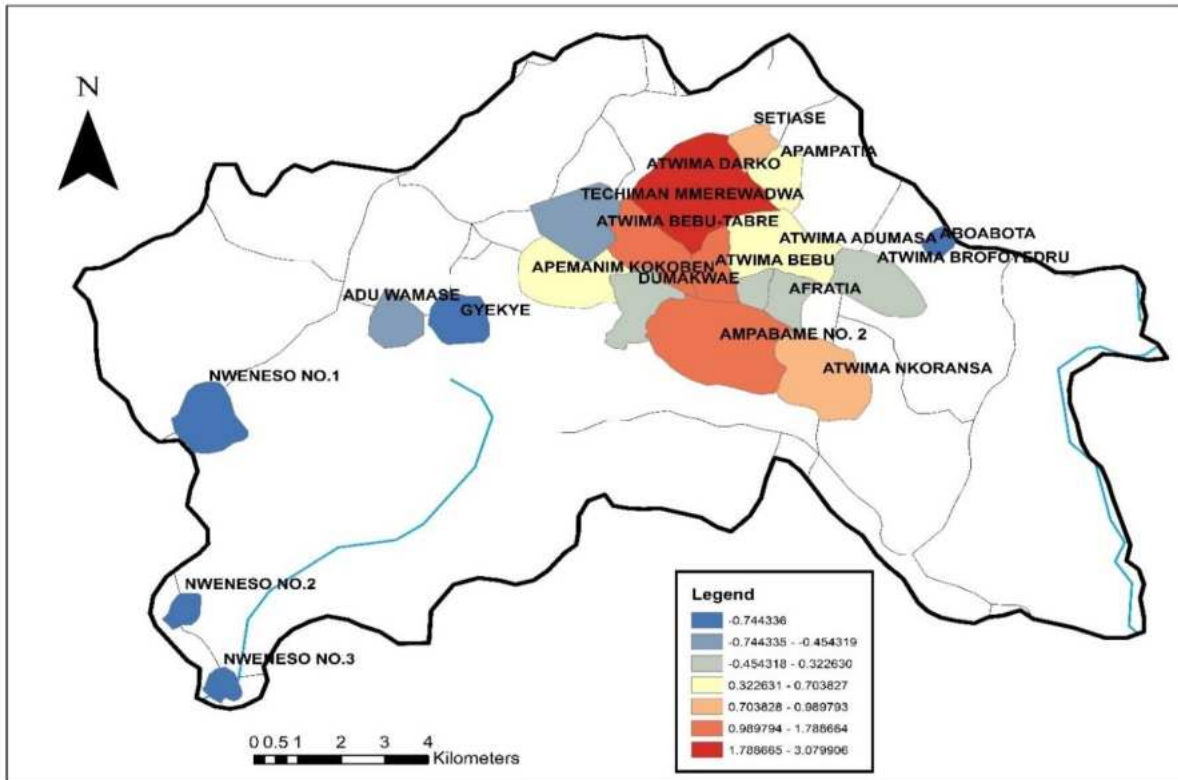 N
SETIASE
APAMPATIA
ATWIMA DARKO
TECHIMAN MMEREWADWA
ATWIMA BEBU-TABRE
ATWIMA ADUMASA
ABOABOTA
ATWIMA BROFOYEDRU
ATWIMA BEBU
APEMANIM KOKOBEN
DUMAKWAE
AFRATIA
ADU WAMASE
GYEKYE
AMPABAME NO. 2
ATWIMA NKORANSA
NWENESO NO.1
NWENESO NO.2
NWENESO NO.3
Legend
-0.744336
-0.744335 - -0.454319
-0.454318 - 0.322630
0.322631 - 0.703827
0.703828 - 0.989793
0.989794 - 1.788664
1.788665 - 3.079906
0 0.5 1 2 3 4
Kilometers